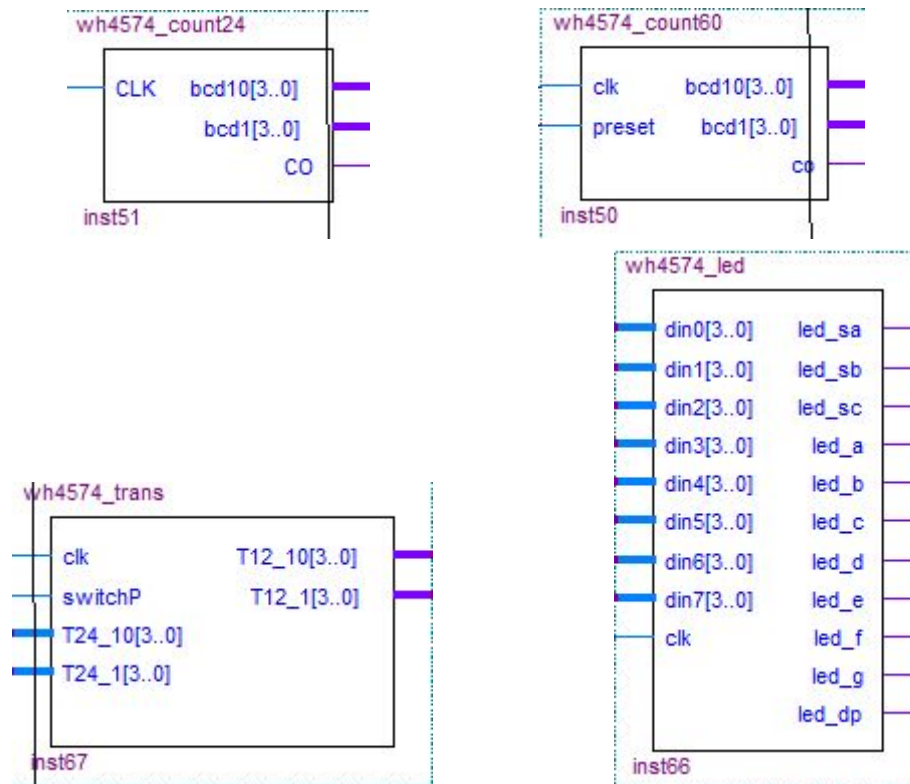 wh4574_count24
CLK bcd10[3..0]
bcd1[3..0]
CO
inst51
wh4574_count60
clk bcd10[3..0]
preset bcd1[3..0]
co
inst50
wh4574_led
din0[3..0] led_sa
din1[3..0] led_sb
din2[3..0] led_sc
din3[3..0] led_a
din4[3..0] led_b
din5[3..0] led_c
din6[3..0] led_d
din7[3..0] led_e
clk led_f
led_g
led_dp
inst66
wh4574_trans
clk T12_10[3..0]
switchP T12_1[3..0]
T24_10[3..0]
T24_1[3..0]
inst67